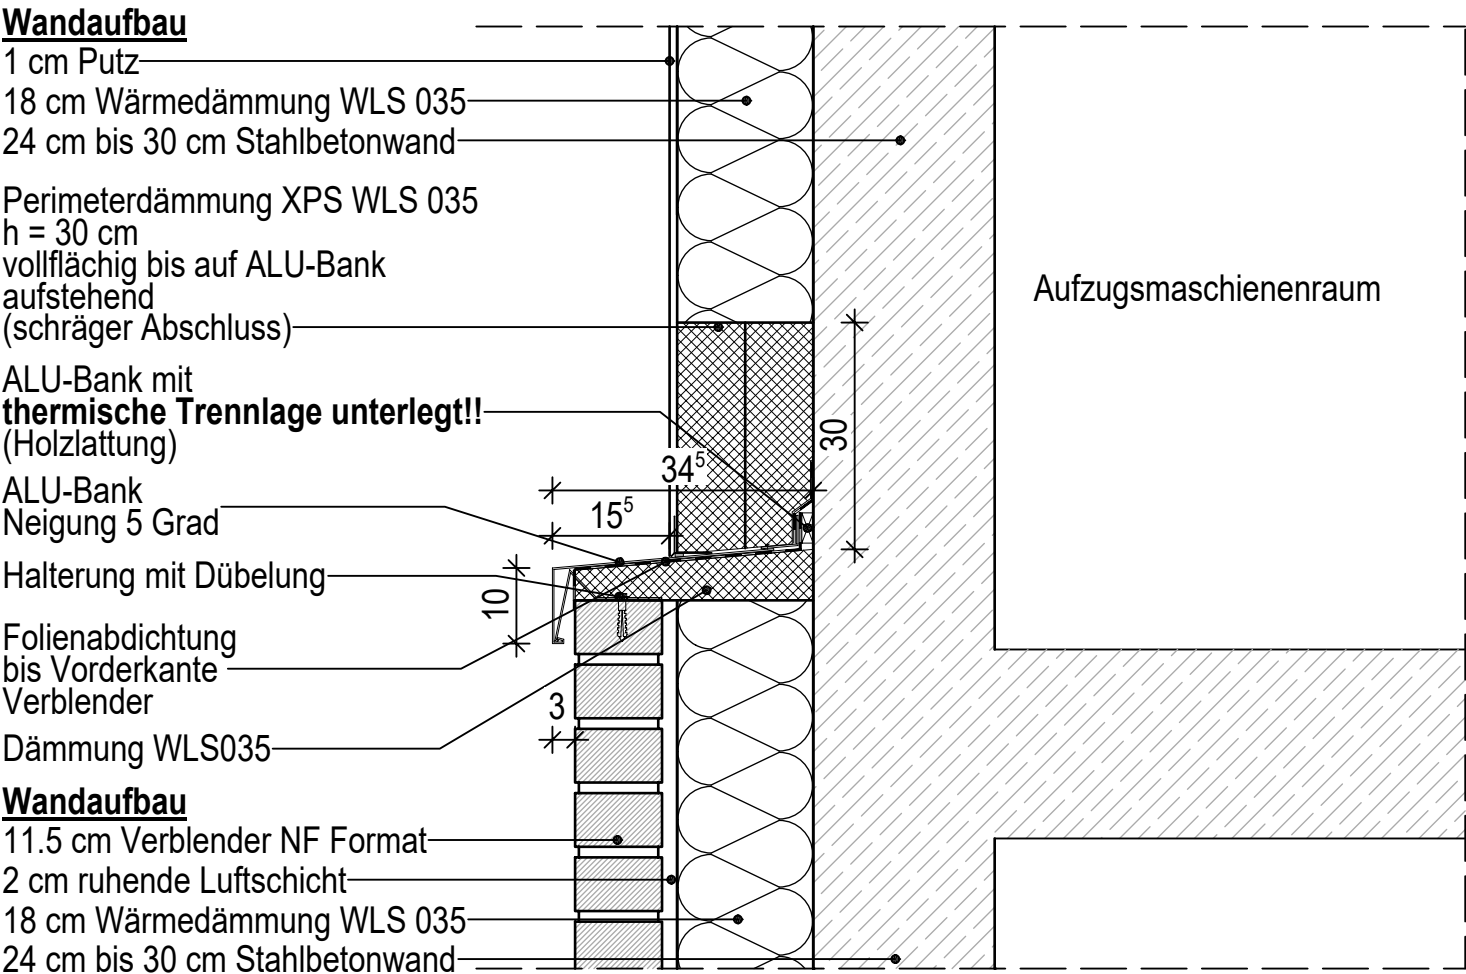 Wandaufbau
1 cm Putz
18 cm Wärmedämmung WLS 035
24 cm bis 30 cm Stahlbetonwand
Perimeterdämmung XPS WLS 035
h = 30 cm
vollflächig bis auf ALU-Bank
aufstehend
(schräger Abschluss)
ALU-Bank mit
thermische Trennlage unterlegt!!
(Holzlattung)
ALU-Bank
Neigung 5 Grad
Halterung mit Dübelung
Folienabdichtung
bis Vorderkante
Verblender
Dämmung WLS035
Wandaufbau
11.5 cm Verblender NF Format
2 cm ruhende Luftschicht
18 cm Wärmedämmung WLS 035
24 cm bis 30 cm Stahlbetonwand
Aufzugsmaschienenraum
30
34⁵
15⁵
10
3